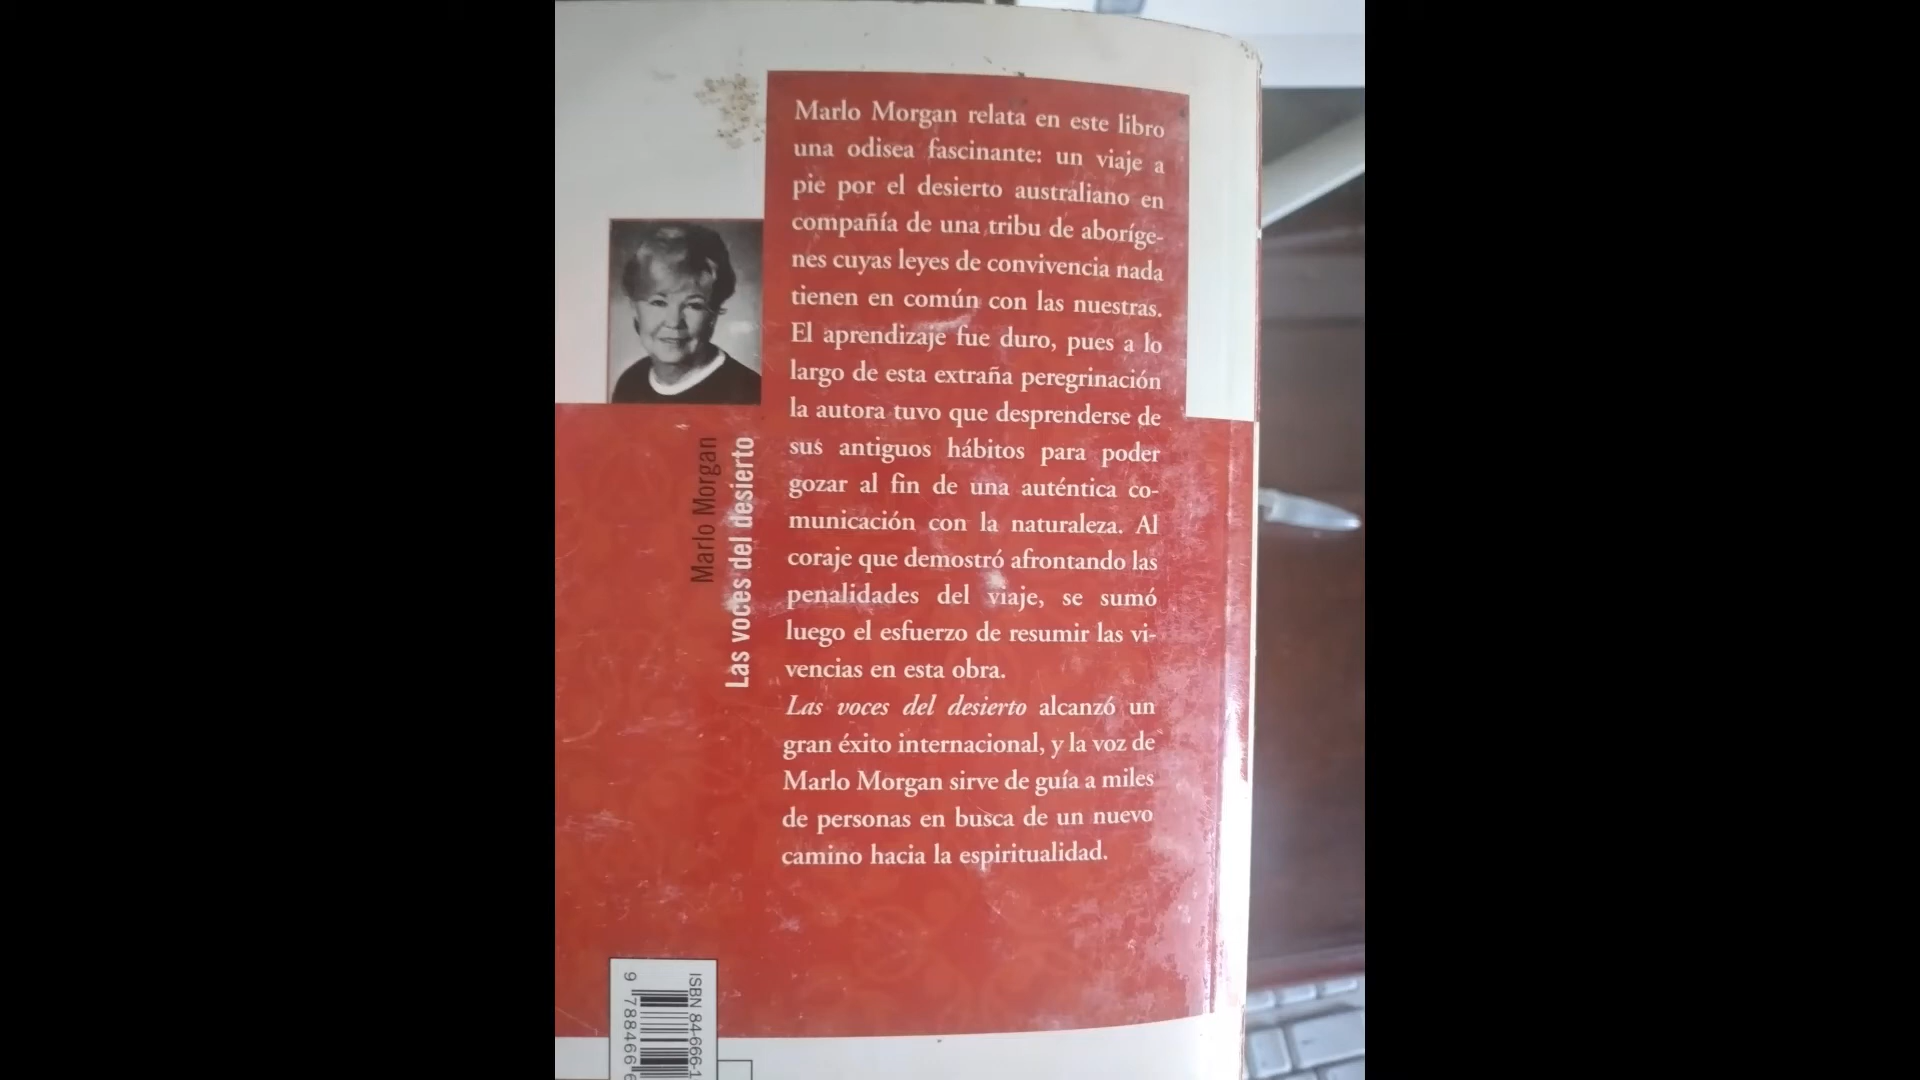 Marlo Morgan relata en este libro
una odisea fascinante: un viaje a
pie por el desierto australiano en
compañía de una tribu de aboríge-
nes cuyas leyes de convivencia nada
tienen en común con las nuestras.
El aprendizaje fue duro, pues a lo
largo de esta extraña peregrinación
la autora tuvo que desprenderse de
sus antiguos hábitos para poder
gozar al fin de una auténtica co-
municación con la naturaleza. Al
coraje que demostró afrontando las
penalidades del viaje, se sumó
luego el esfuerzo de resumir las vi-
vencias en esta obra.
Las voces del desierto alcanzó un
gran éxito internacional, y la voz de
Marlo Morgan sirve de guía a miles
de personas en busca de un nuevo
camino hacia la espiritualidad.
Marlo Morgan
Las voces del desierto
ISBN 84-666-1
9 788466